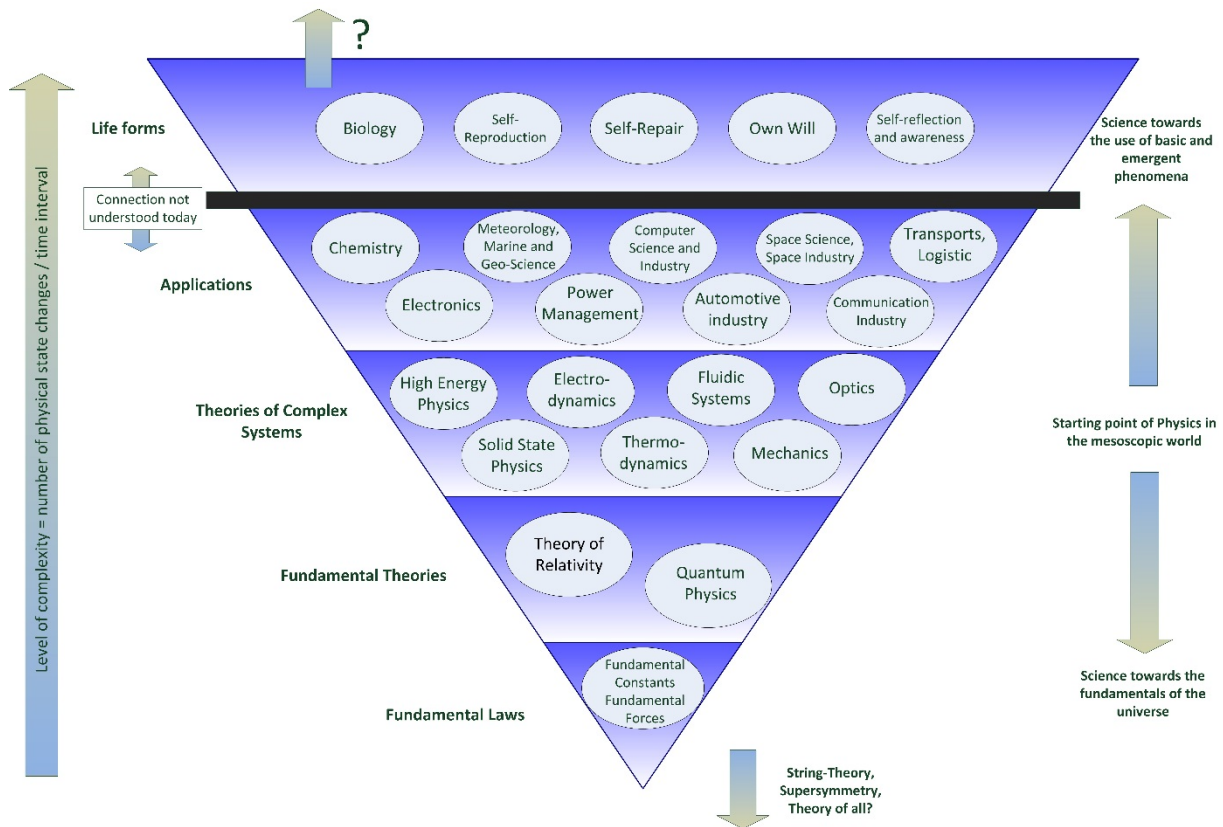 ?
Life forms
Biology
Self-
Reproduction
Self-Repair
Own Will
Self-reflection
and awareness
Science towards
the use of basic and
emergent
phenomena
Connection not
understood today
Applications
Chemistry
Meteorology,
Marine and
Geo-Science
Computer
Science and
Industry
Space Science,
Space Industry
Transports,
Logistic
Electronics
Power
Management
Automotive
industry
Communication
Industry
Theories of Complex
Systems
High Energy
Physics
Electro-
dynamics
Fluidic
Systems
Optics
Solid State
Physics
Thermo-
dynamics
Mechanics
Starting point of Physics in
the mesoscopic world
Fundamental Theories
Theory of
Relativity
Quantum
Physics
Fundamental Laws
Fundamental
Constants
Fundamental
Forces
Science towards the
fundamentals of the
universe
String-Theory,
Supersymmetry,
Theory of all?
Level of complexity = number of physical state changes / time interval